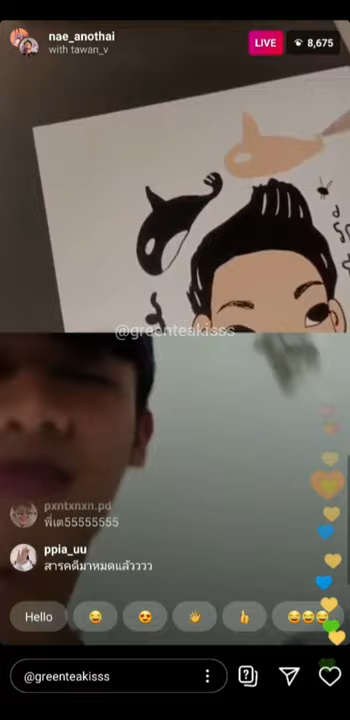 nae_anothai
with tawan_v
LIVE
8,675
@greenteakisss
pxntxnxn.pd
พี่เต55555555
ppia_uu
สารคดีมาหมดแล้วววว
Hello
@greenteakisss